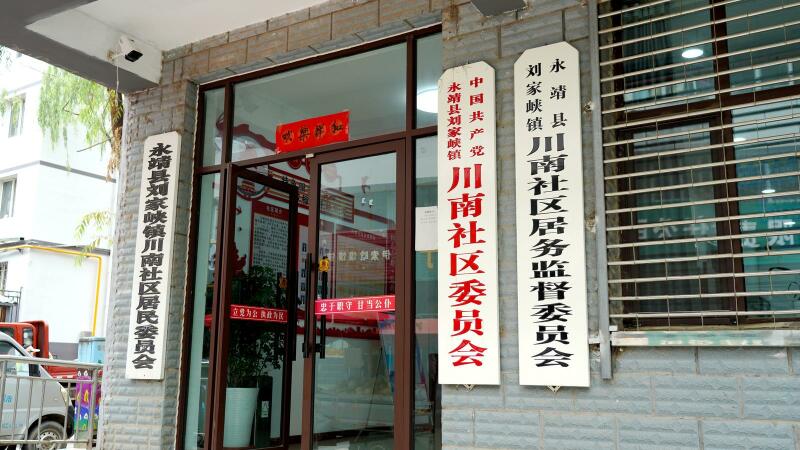 永靖县刘家峡镇川南社区居民委员会
立党为公 执政为民
忠于职守 甘当公仆
中国共产党
永靖县刘家峡镇
川南社区委员会
永靖县
刘家峡镇
川南社区居务监督委员会